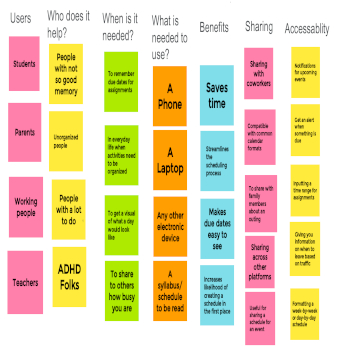 Users
Students
Parents
Working
people
Teachers
Who does it
help?
People
with not
so good
memory
Unorganized
people
People
with a lot
to do
ADHD
Folks
When is it
needed?
To remember
due dates for
assignments
In everyday
life when
activities need
to be
organized
To get a visual
of what a day
would look
like
To share
to others
how busy
you are
What is
needed to
use?
A
Phone
A
Laptop
Any other
electronic
device
A
syllabus/
schedule
to be read
Benefits
Saves
time
Streamlines
the scheduling
process
Makes
due dates
easy to
see
Increases
likelihood of
creating a
schedule in
the first place
Sharing
Sharing
with
coworkers
Compatible with
common calendar
formats
To share with
family
members
about an
outing
Sharing
across
other
platforms
Useful for
sharing a
schedule for
an event
Accessablity
Notifications
for upcoming
events
Get an alert
when
something is
due
Inputting a
time range for
assignments
Giving you
information
on when to
leave based
on traffic
Formatting a
week-by-week
or day-by-day
schedule